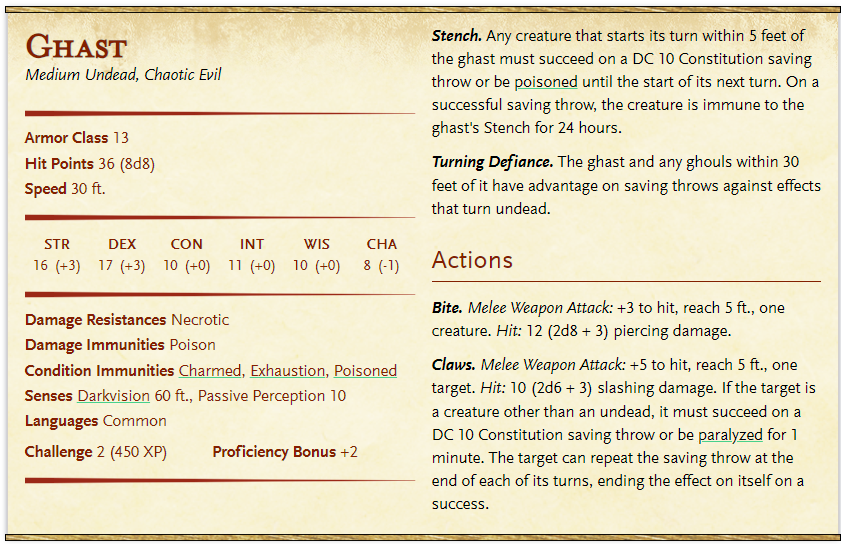 Ghast
Medium Undead, Chaotic Evil
Armor Class 13
Hit Points 36 (8d8)
Speed 30 ft.
STR DEX CON INT WIS CHA
16 (+3) 17 (+3) 10 (+0) 11 (+0) 10 (+0) 8 (-1)
Damage Resistances Necrotic
Damage Immunities Poison
Condition Immunities Charmed, Exhaustion, Poisoned
Senses Darkvision 60 ft., Passive Perception 10
Languages Common
Challenge 2 (450 XP) Proficiency Bonus +2
Stench. Any creature that starts its turn within 5 feet of
the ghast must succeed on a DC 10 Constitution saving
throw or be poisoned until the start of its next turn. On a
successful saving throw, the creature is immune to the
ghast's Stench for 24 hours.
Turning Defiance. The ghast and any ghouls within 30
feet of it have advantage on saving throws against effects
that turn undead.
Actions
Bite. Melee Weapon Attack: +3 to hit, reach 5 ft., one
creature. Hit: 12 (2d8 + 3) piercing damage.
Claws. Melee Weapon Attack: +5 to hit, reach 5 ft., one
target. Hit: 10 (2d6 + 3) slashing damage. If the target is
a creature other than an undead, it must succeed on a
DC 10 Constitution saving throw or be paralyzed for 1
minute. The target can repeat the saving throw at the
end of each of its turns, ending the effect on itself on a
success.